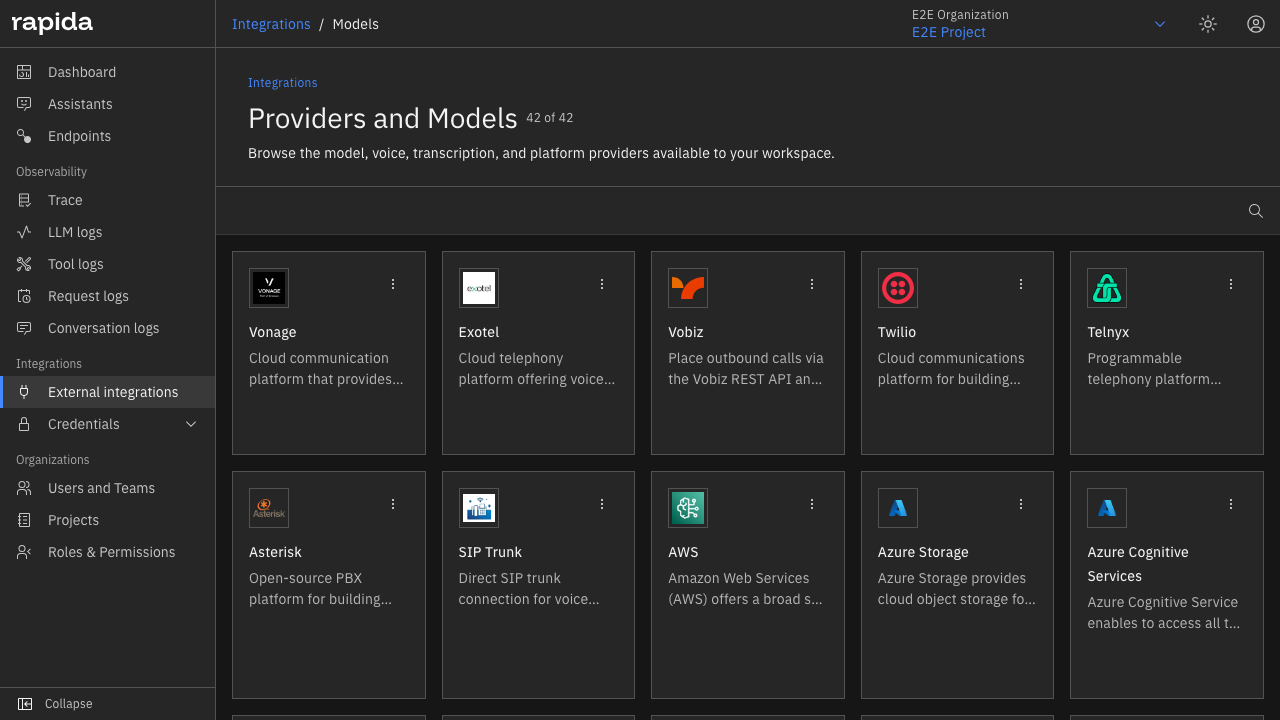 rapida
Integrations / Models
E2E Organization
E2E Project
Dashboard
Assistants
Endpoints
Observability
Trace
LLM logs
Tool logs
Request logs
Conversation logs
Integrations
External integrations
Credentials
Organizations
Users and Teams
Projects
Roles & Permissions
Collapse
Integrations
Providers and Models 42 of 42
Browse the model, voice, transcription, and platform providers available to your workspace.
VONAGE
Vonage
Cloud communication
platform that provides...
exotel
Exotel
Cloud telephony
platform offering voice...
Vobiz
Place outbound calls via
the Vobiz REST API an...
Twilio
Cloud communications
platform for building...
Telnyx
Programmable
telephony platform...
Asterisk
Asterisk
Open-source PBX
platform for building...
SIP Trunk
Direct SIP trunk
connection for voice...
AWS
Amazon Web Services
(AWS) offers a broad s...
Azure Storage
Azure Storage provides
cloud object storage fo...
Azure Cognitive
Services
Azure Cognitive Service
enables to access all t...